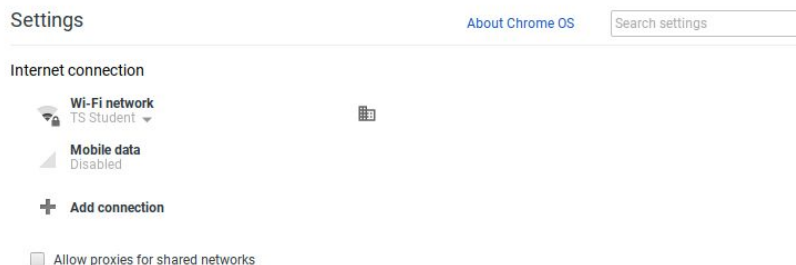 Settings
About Chrome OS
Search settings
Internet connection
Wi-Fi network
TS Student
Mobile data
Disabled
Add connection
Allow proxies for shared networks